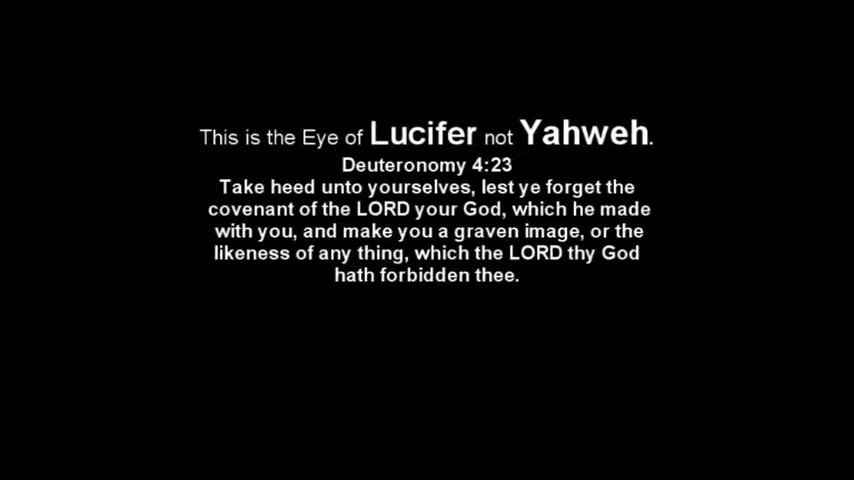 This is the Eye of Lucifer not Yahweh.
Deuteronomy 4:23
Take heed unto yourselves, lest ye forget the
covenant of the LORD your God, which he made
with you, and make you a graven image, or the
likeness of any thing, which the LORD thy God
hath forbidden thee.